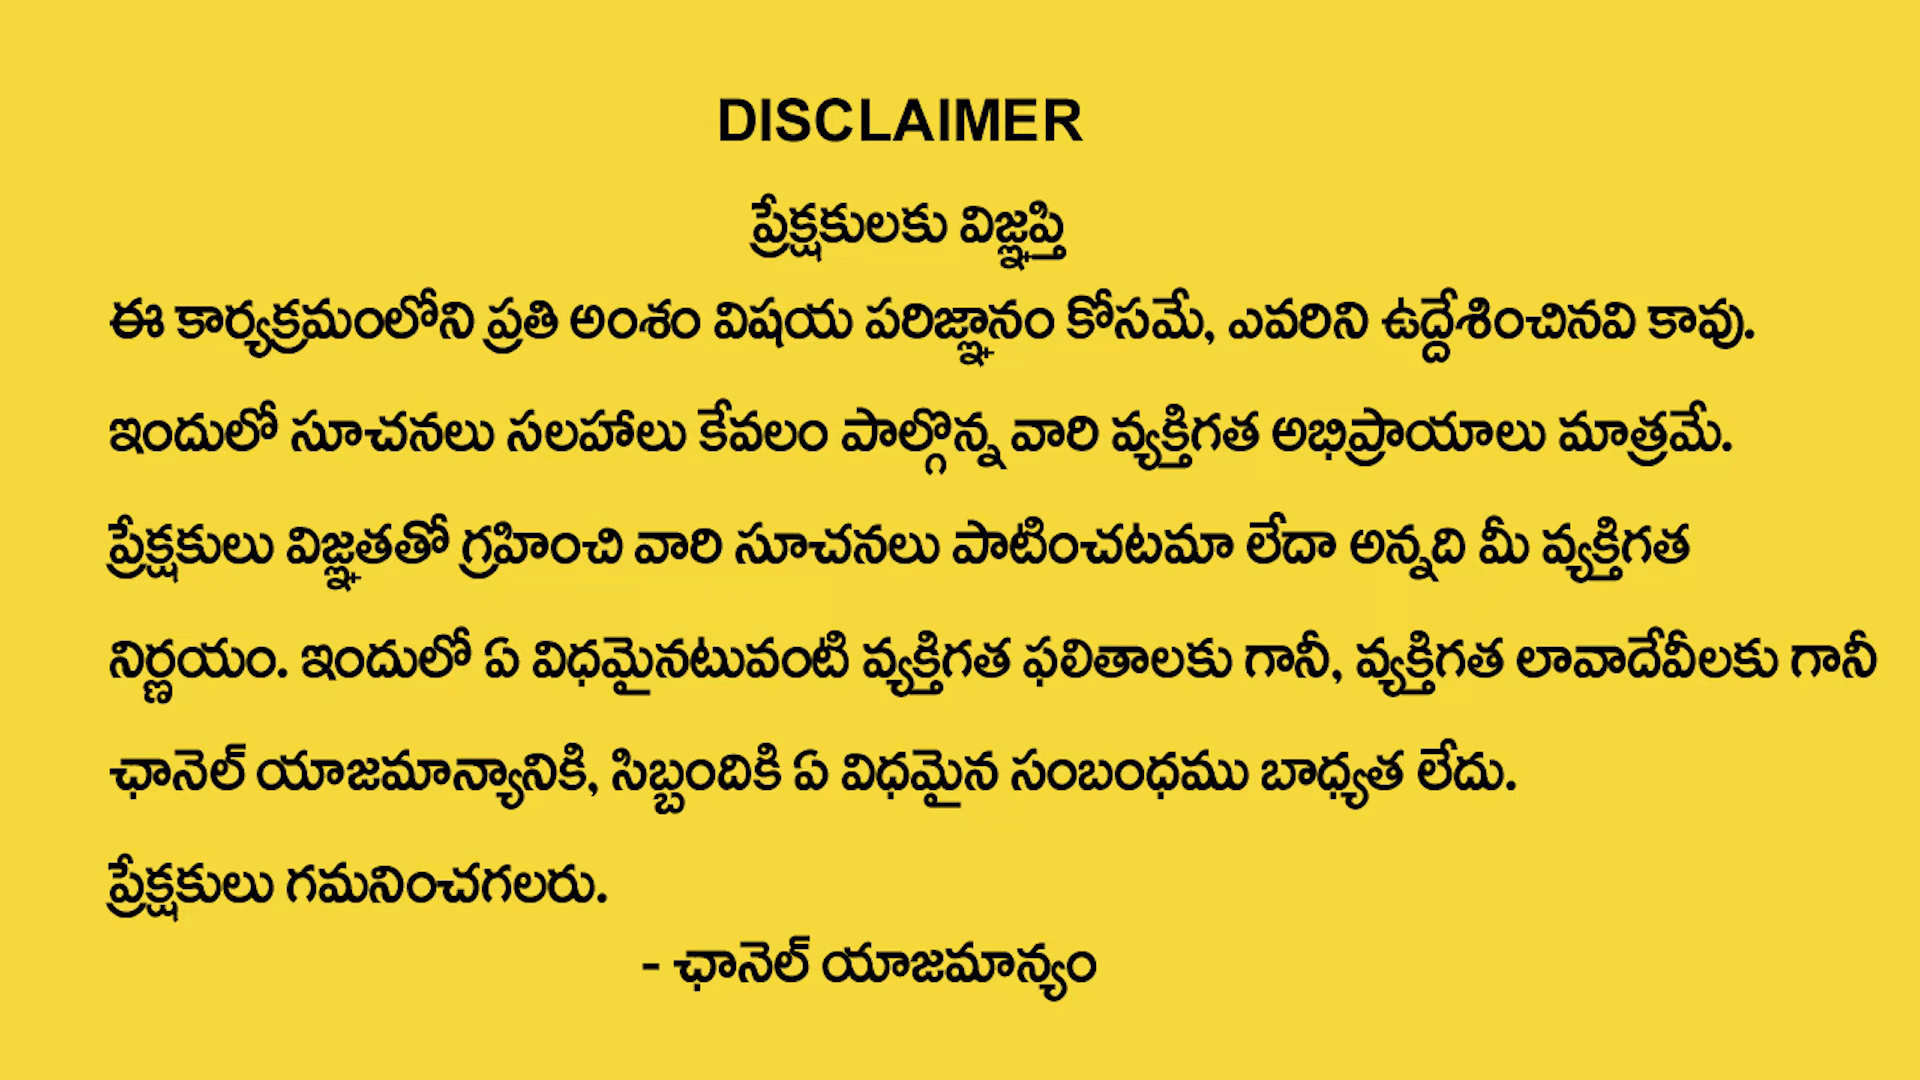 DISCLAIMER
ప్రేక్షకులకు విజ్ఞప్తి
ఈ కార్యక్రమంలోని ప్రతి అంశం విషయ పరిజ్ఞానం కోసమే, ఎవరిని ఉద్దేశించినవి కావు.
ఇందులో సూచనలు సలహాలు కేవలం పాల్గొన్న వారి వ్యక్తిగత అభిప్రాయాలు మాత్రమే.
ప్రేక్షకులు విజ్ఞతతో గ్రహించి వారి సూచనలు పాటించటమా లేదా అన్నది మీ వ్యక్తిగత
నిర్ణయం. ఇందులో ఏ విధమైనటువంటి వ్యక్తిగత ఫలితాలకు గానీ, వ్యక్తిగత లావాదేవీలకు గానీ
ఛానెల్ యాజమాన్యానికి, సిబ్బందికి ఏ విధమైన సంబంధము బాధ్యత లేదు.
ప్రేక్షకులు గమనించగలరు.
- ఛానెల్ యాజమాన్యం